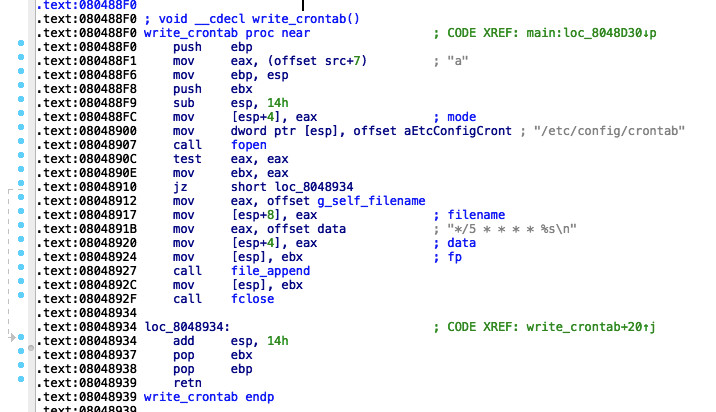 .text:080488F0
.text:080488F0 ; void __cdecl write_crontab()
.text:080488F0 write_crontab proc near ; CODE XREF: main:loc_8048D30↓p
.text:080488F0 push ebp
.text:080488F1 mov eax, (offset src+7) ; "a"
.text:080488F6 mov ebp, esp
.text:080488F8 push ebx
.text:080488F9 sub esp, 14h
.text:080488FC mov [esp+4], eax ; mode
.text:08048900 mov dword ptr [esp], offset aEtcConfigCront ; "/etc/config/crontab"
.text:08048907 call fopen
.text:0804890C test eax, eax
.text:0804890E mov ebx, eax
.text:08048910 jz short loc_8048934
.text:08048912 mov eax, offset g_self_filename
.text:08048917 mov [esp+8], eax ; filename
.text:0804891B mov eax, offset data ; "*/5 * * * * %s\n"
.text:08048920 mov [esp+4], eax ; data
.text:08048924 mov [esp], ebx ; fp
.text:08048927 call file_append
.text:0804892C mov [esp], ebx
.text:0804892F call fclose
.text:08048934
.text:08048934 loc_8048934: ; CODE XREF: write_crontab+20↑j
.text:08048934 add esp, 14h
.text:08048937 pop ebx
.text:08048938 pop ebp
.text:08048939 retn
.text:08048939 write_crontab endp
.text:08048939